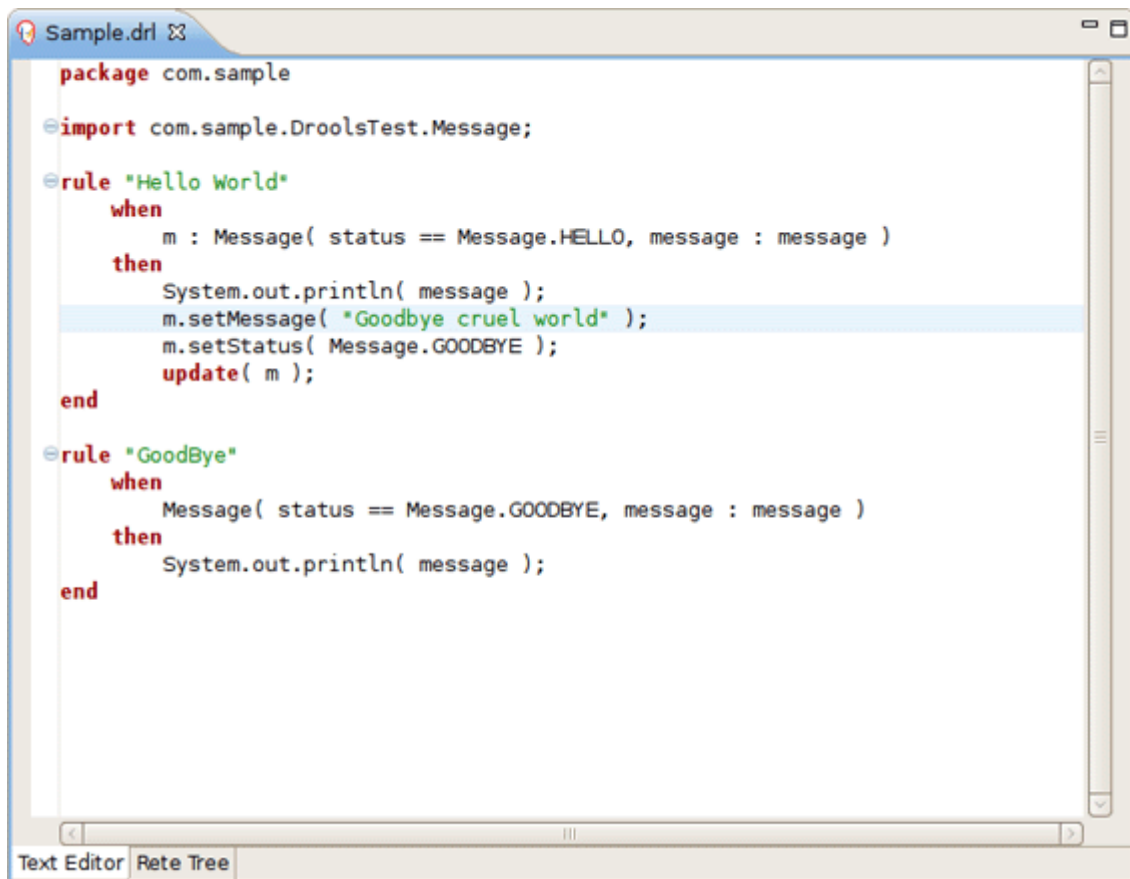 Sample.drl
package com.sample
import com.sample.DroolsTest.Message;
rule "Hello World"
when
m : Message( status == Message.HELLO, message : message )
then
System.out.println( message );
m.setMessage( "Goodbye cruel world" );
m.setStatus( Message.GOODBYE );
update( m );
end
rule "GoodBye"
when
Message( status == Message.GOODBYE, message : message )
then
System.out.println( message );
end
Text Editor Rete Tree